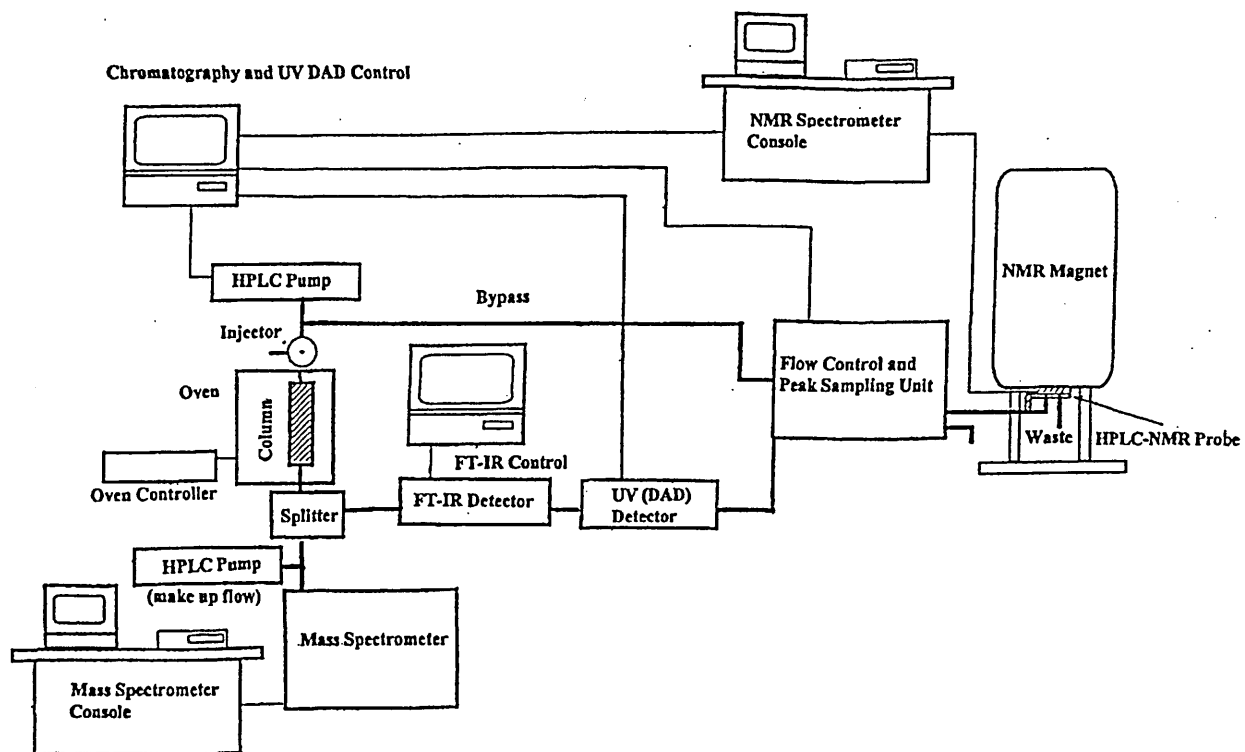 Chromatography and UV DAD Control
NMR Spectrometer
Console
NMR Magnet
HPLC Pump
Bypass
Injector
Flow Control and
Peak Sampling Unit
Oven
Column
Waste
HPLC-NMR Probe
FT-IR Control
Oven Controller
FT-IR Detector
UV (DAD)
Detector
Splitter
HPLC Pump
(make up flow)
Mass Spectrometer
Mass Spectrometer
Console